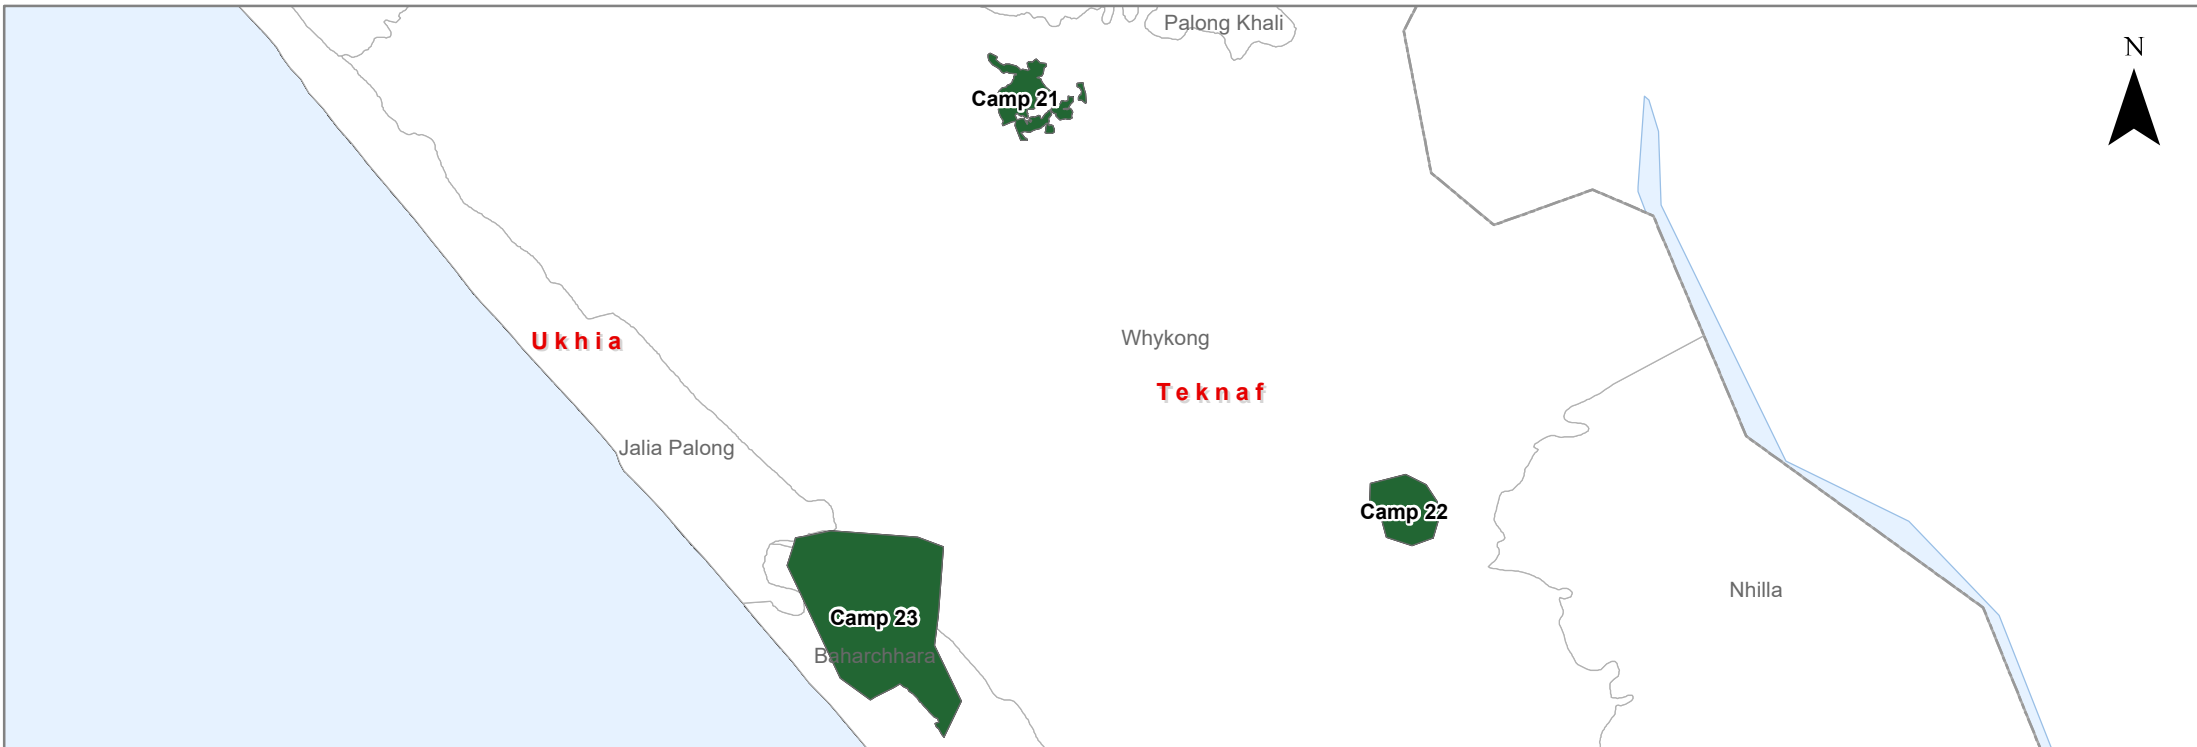 Palong Khali
N
Camp 21
Whykong
Ukhia
Teknaf
Jalia Palong
Camp 22
Nhilla
Camp 23
Baharchhara